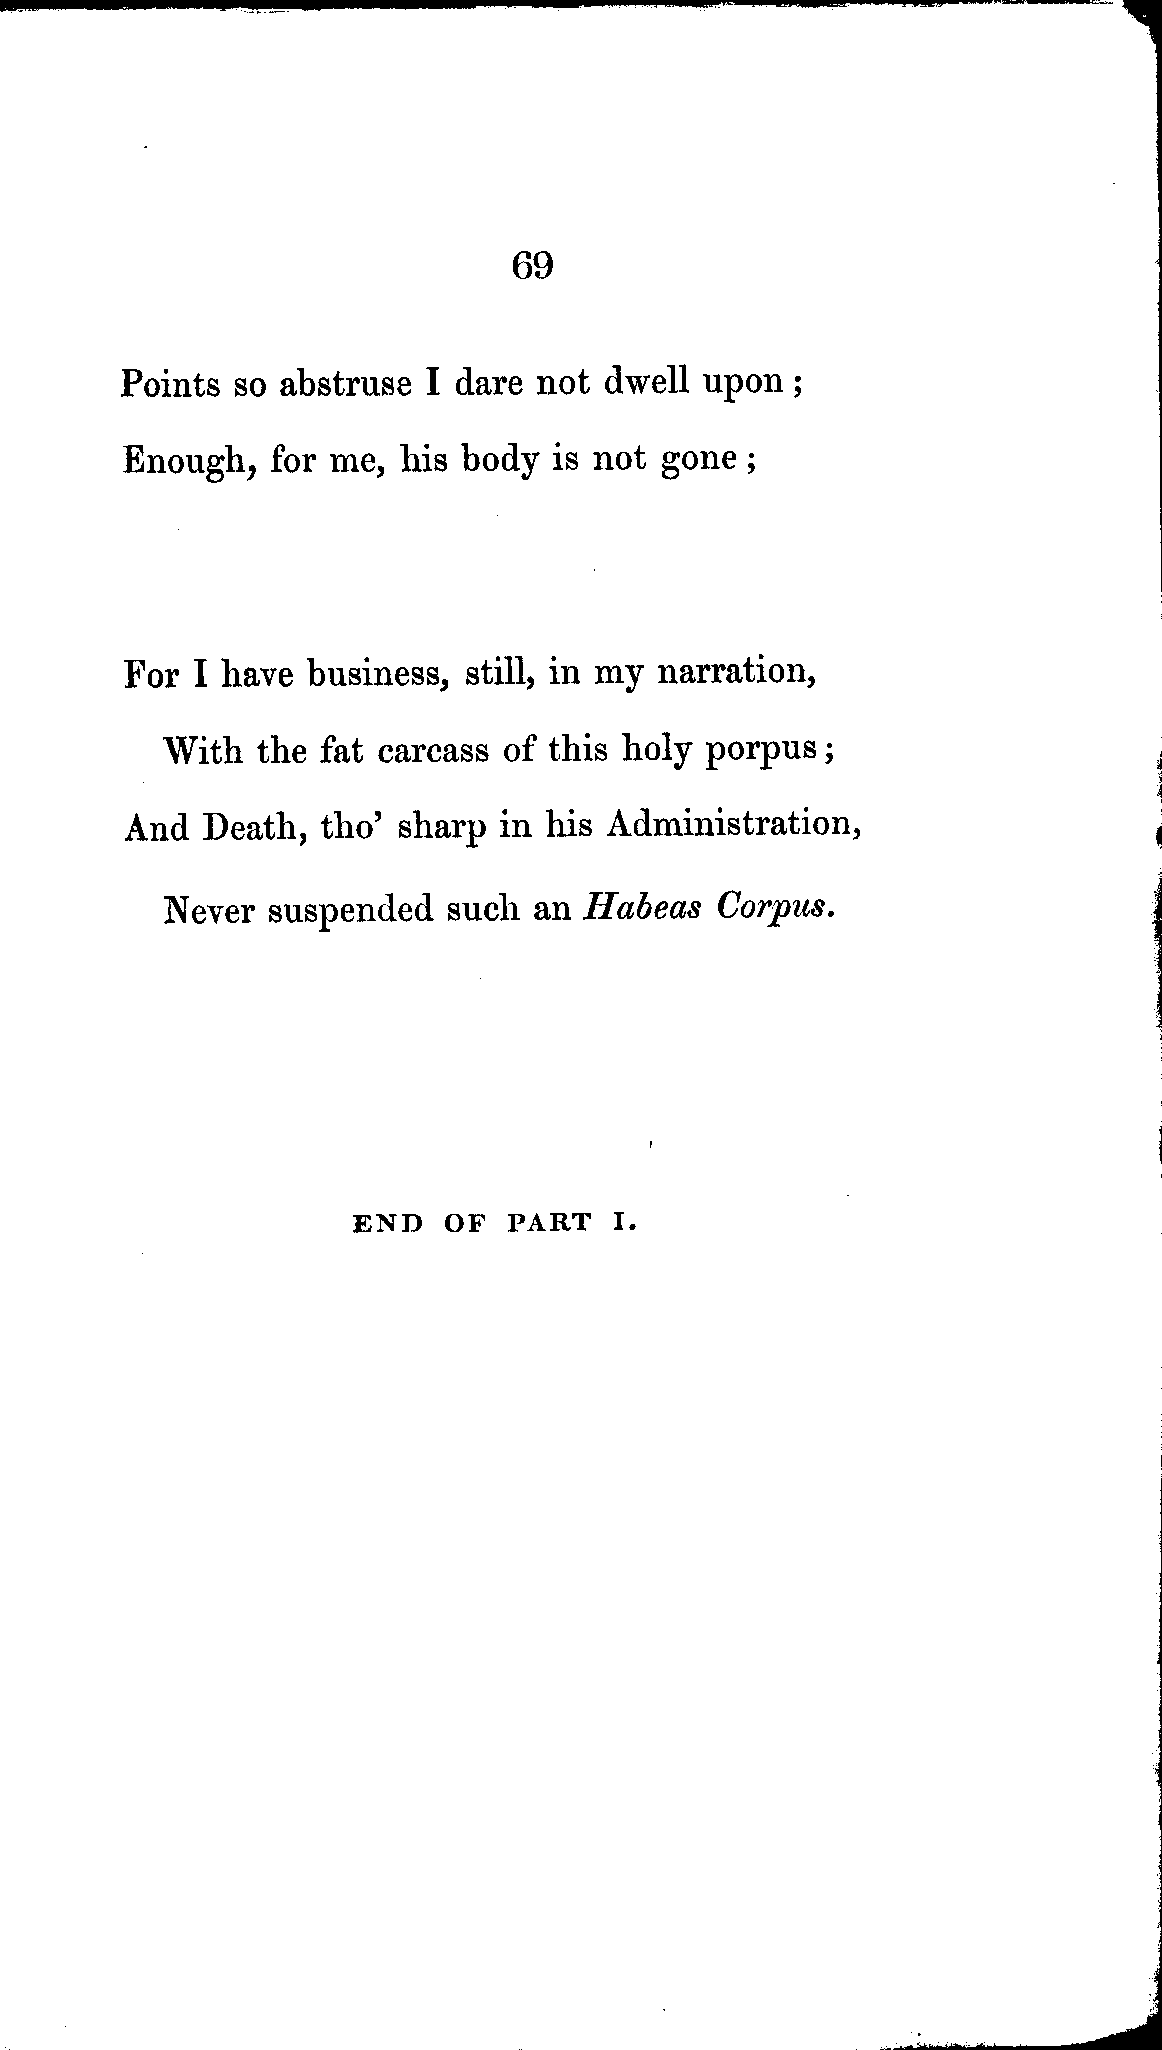 69
Points so abstruse I dare not dwell upon;
Enough, for me, his body is not gone;
For I have business, still, in my narration,
With the fat carcass of this holy porpus;
And Death, tho' sharp in his Administration,
Never suspended such an Habeas Corpus.
END OF PART I.